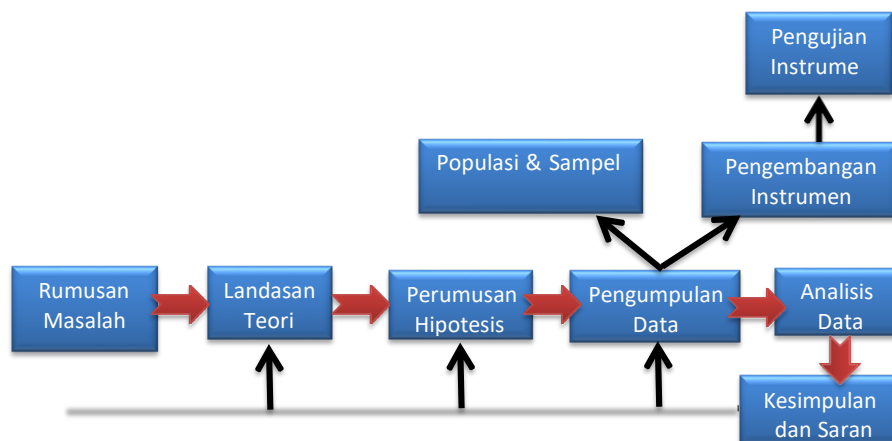 Pengujian
Instrume
Populasi & Sampel
Pengembangan
Instrumen
Rumusan
Masalah
Landasan
Teori
Perumusan
Hipotesis
Pengumpulan
Data
Analisis
Data
Kesimpulan
dan Saran